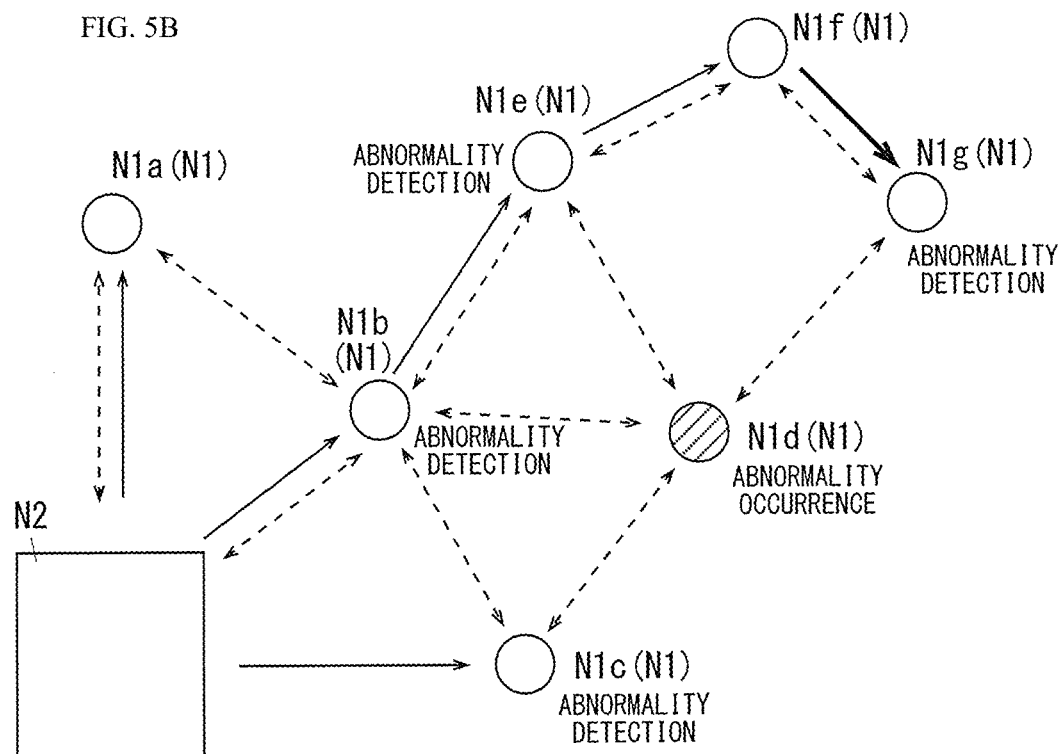 FIG. 5B
N1f(N1)
N1e(N1)
ABNORMALITY
DETECTION
N1a(N1)
N1g(N1)
ABNORMALITY
DETECTION
N1b
(N1)
ABNORMALITY
DETECTION
N1d(N1)
ABNORMALITY
OCCURRENCE
N2
N1c(N1)
ABNORMALITY
DETECTION